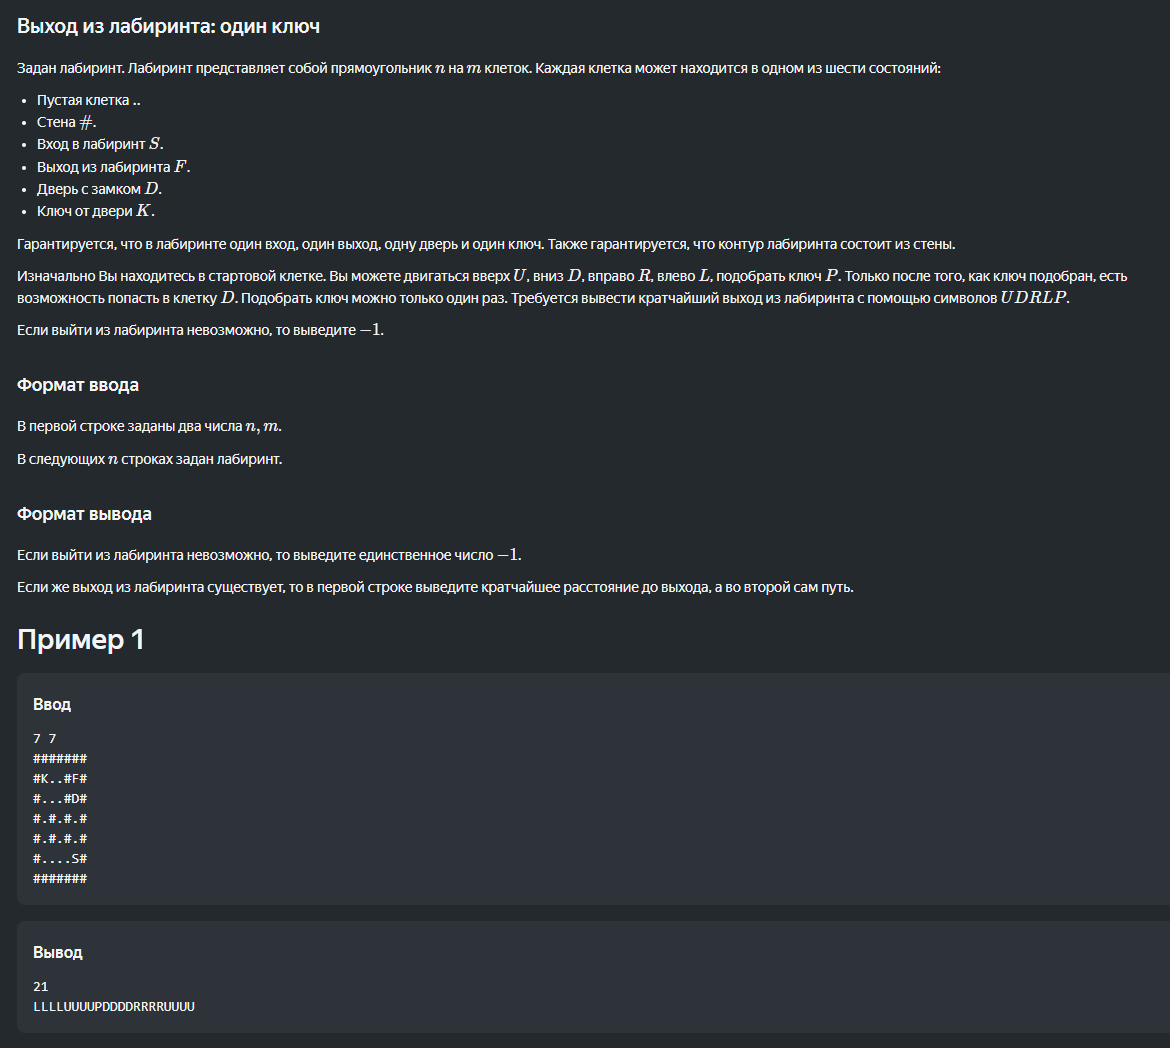 Выход из лабиринта: один ключ
Задан лабиринт. Лабиринт представляет собой прямоугольник n на m клеток. Каждая клетка может находится в одном из шести состояний:
• Пустая клетка ..
• Стена #.
• Вход в лабиринт S.
• Выход из лабиринта F.
• Дверь с замком D.
• Ключ от двери K.
Гарантируется, что в лабиринте один вход, один выход, одну дверь и один ключ. Также гарантируется, что контур лабиринта состоит из стены.
Изначально Вы находитесь в стартовой клетке. Вы можете двигаться вверх U, вниз D, вправо R, влево L, подобрать ключ P. Только после того, как ключ подобран, есть
возможность попасть в клетку D. Подобрать ключ можно только один раз. Требуется вывести кратчайший выход из лабиринта с помощью символов UDRLP.
Если выйти из лабиринта невозможно, то выведите −1.
Формат ввода
В первой строке заданы два числа n, m.
В следующих n строках задан лабиринт.
Формат вывода
Если выйти из лабиринта невозможно, то выведите единственное число −1.
Если же выход из лабиринта существует, то в первой строке выведите кратчайшее расстояние до выхода, а во второй сам путь.
Пример 1
Ввод
7 7
#######
#K..#F#
#...#D#
#.#.#.#
#.#.#.#
#....S#
#######
Вывод
21
LLLLUUUUPDDDDRRRRUUUU